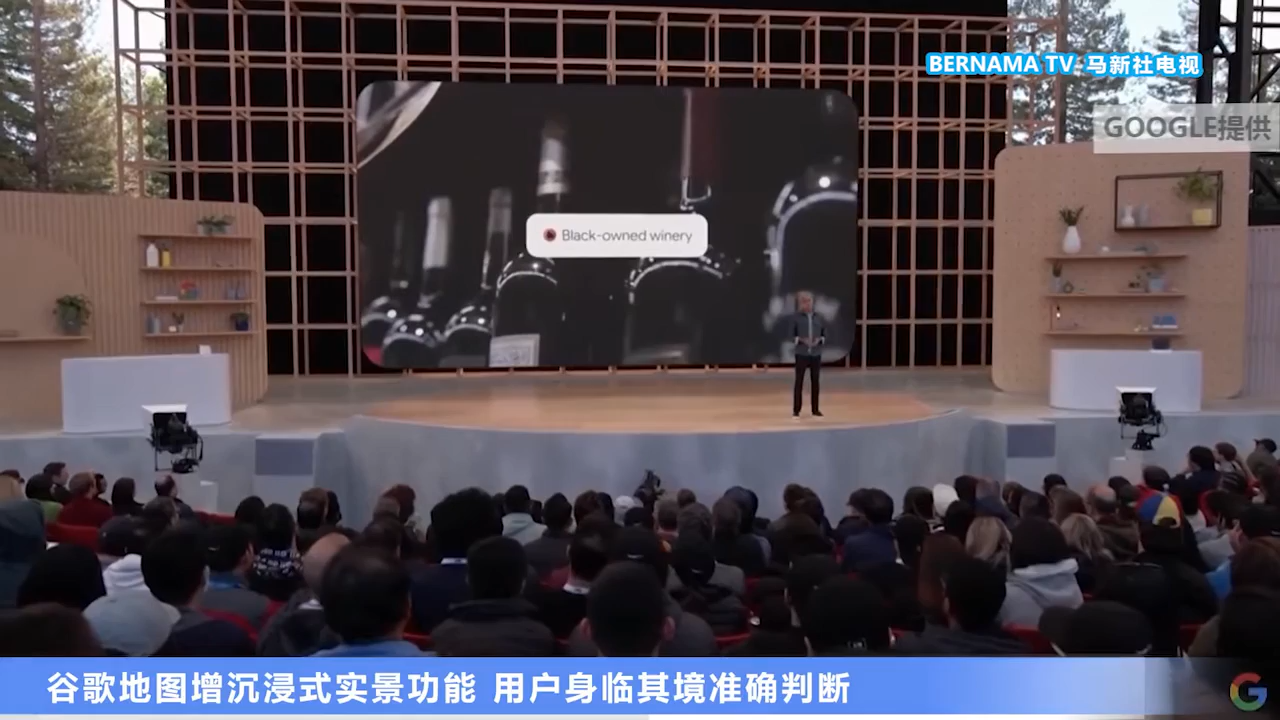 BERNAMA TV 马新社电视
GOOGLE提供
Black-owned winery
谷歌地图增沉浸式实景功能 用户身临其境准确判断